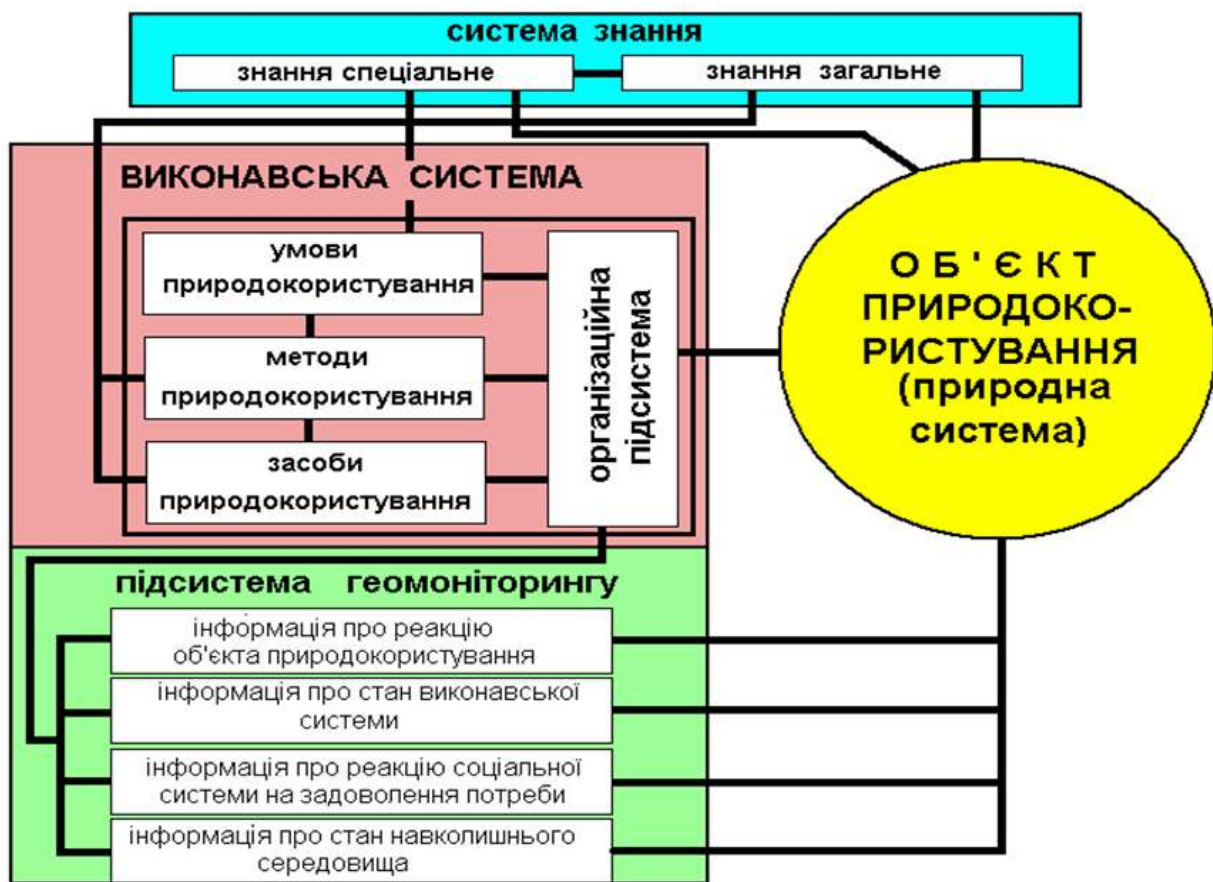 система знання
знання спеціальне
знання загальне
ВИКОНАВСЬКА СИСТЕМА
умови
природокористування
методи
природокористування
засоби
природокористування
організаційна
підсистема
О Б ' Є К Т
ПРИРОДОКО-
РИСТУВАННЯ
(природна
система)
підсистема геомоніторингу
інформація про реакцію
об'єкта природокористування
інформація про стан виконавської
системи
інформація про реакцію соціальної
системи на задоволення потреби
інформація про стан навколишнього
середовища